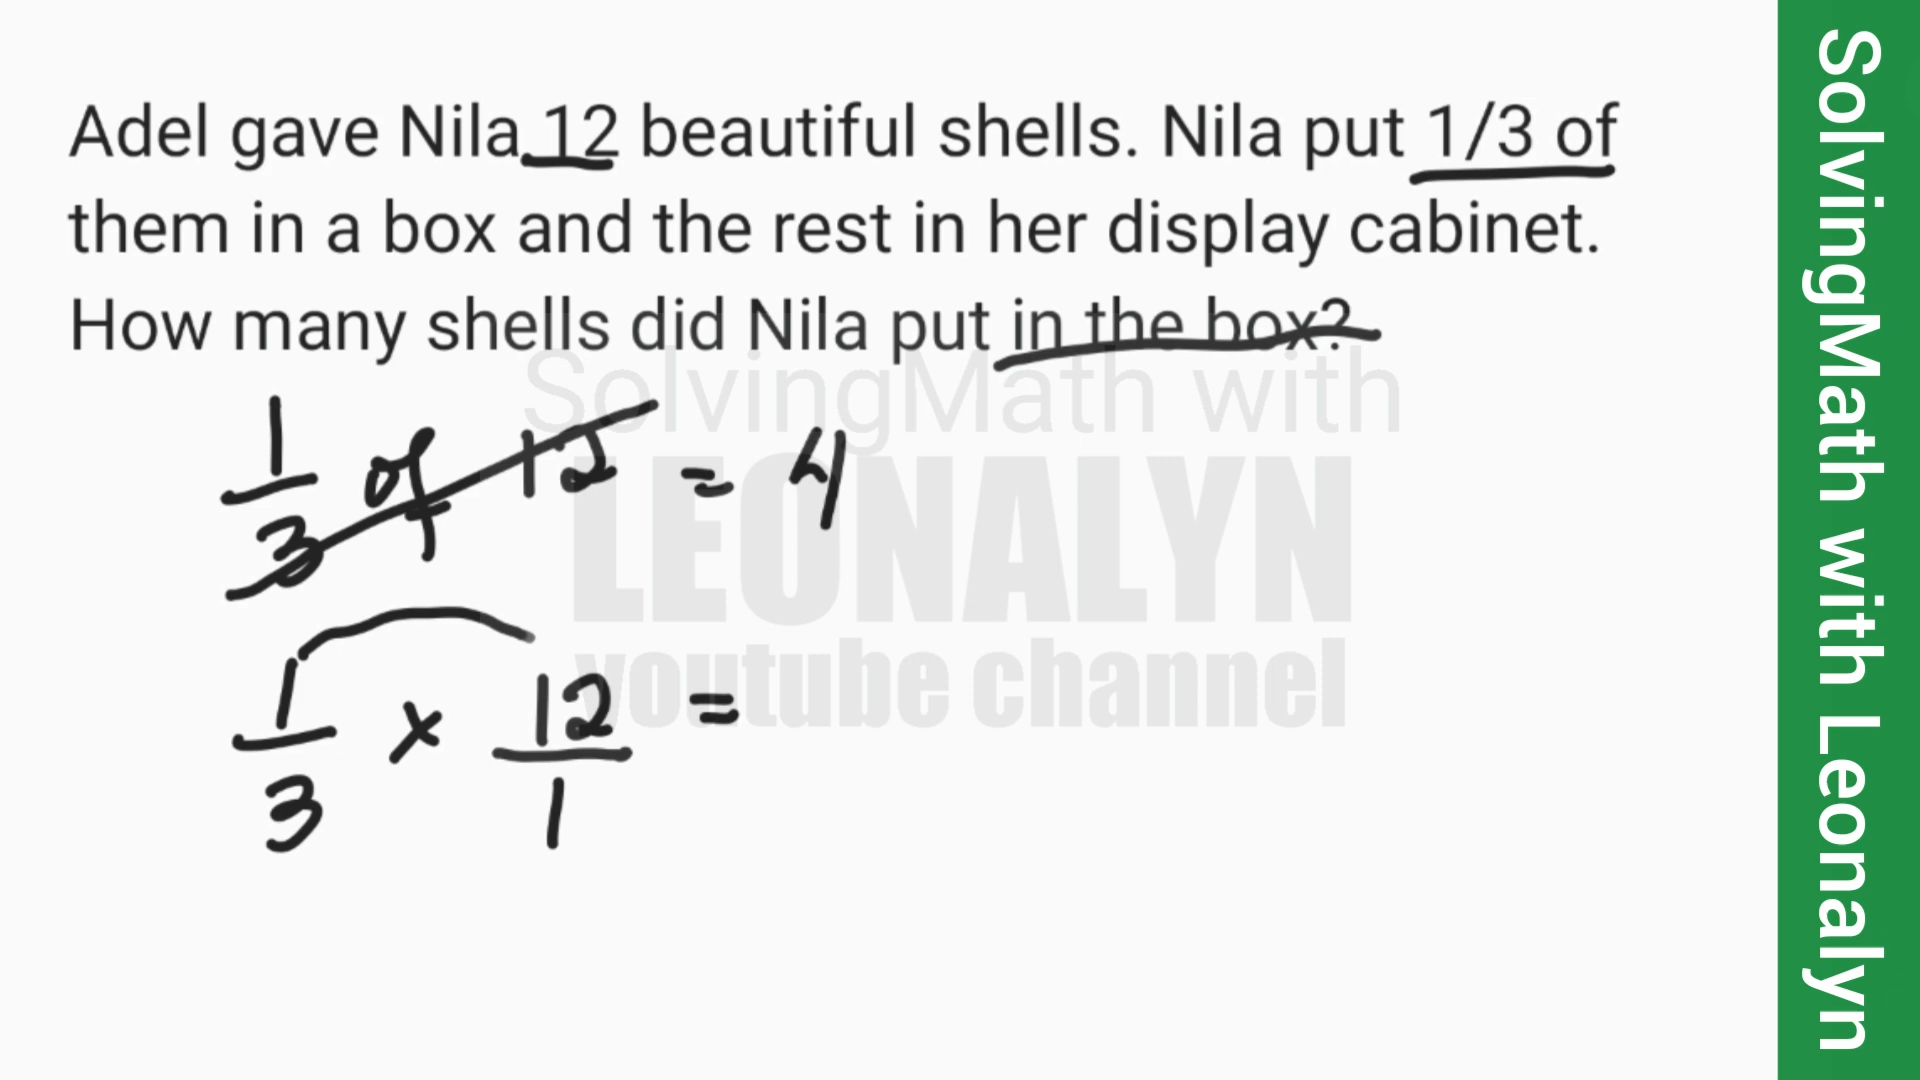 Adel gave Nila 12 beautiful shells. Nila put 1/3 of
them in a box and the rest in her display cabinet.
How many shells did Nila put in the box?
SolvingMath with
LEONALYN
youtube channel
1/3 of 12 = 4
1/3 × 12/1 =
SolvingMath with Leonalyn